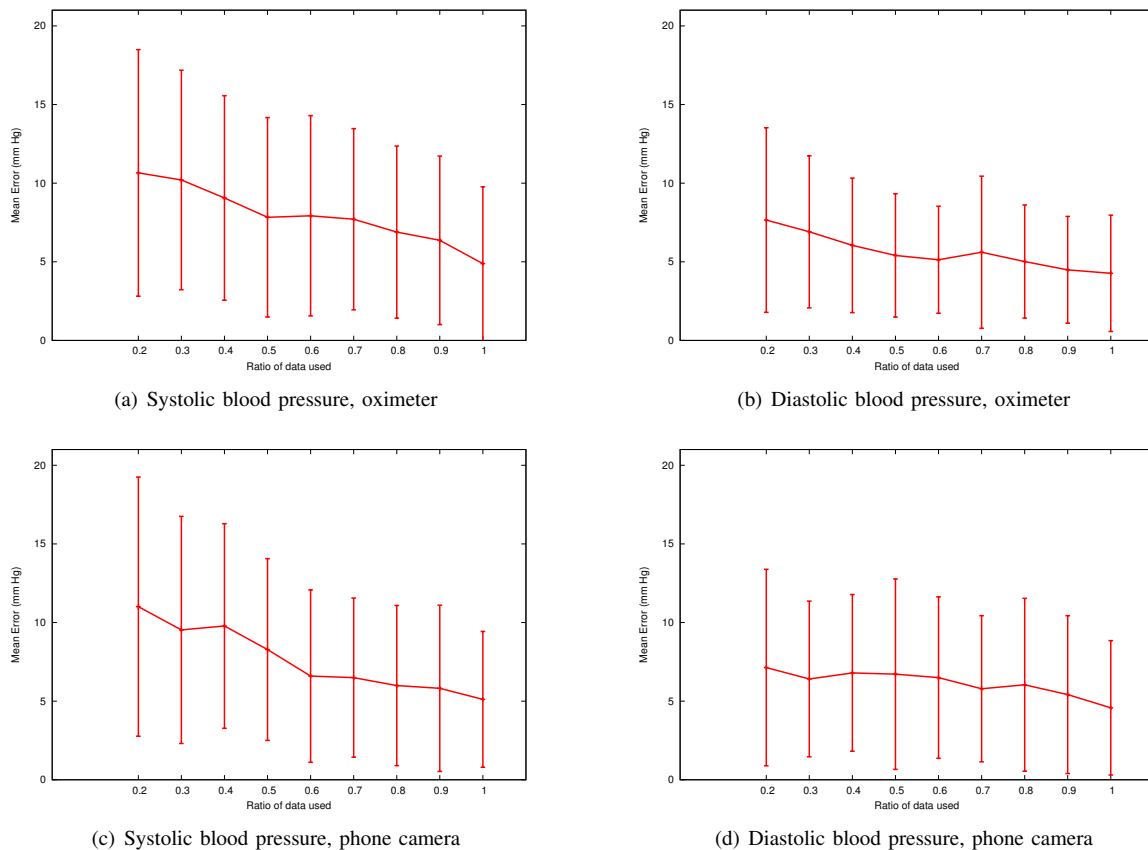 20
15
10
5
0
Mean Error (mm Hg)
0.2 0.3 0.4 0.5 0.6 0.7 0.8 0.9 1
Ratio of data used
(a) Systolic blood pressure, oximeter
20
15
10
5
0
Mean Error (mm Hg)
0.2 0.3 0.4 0.5 0.6 0.7 0.8 0.9 1
Ratio of data used
(b) Diastolic blood pressure, oximeter
20
15
10
5
0
Mean Error (mm Hg)
0.2 0.3 0.4 0.5 0.6 0.7 0.8 0.9 1
Ratio of data used
(c) Systolic blood pressure, phone camera
20
15
10
5
0
Mean Error (mm Hg)
0.2 0.3 0.4 0.5 0.6 0.7 0.8 0.9 1
Ratio of data used
(d) Diastolic blood pressure, phone camera